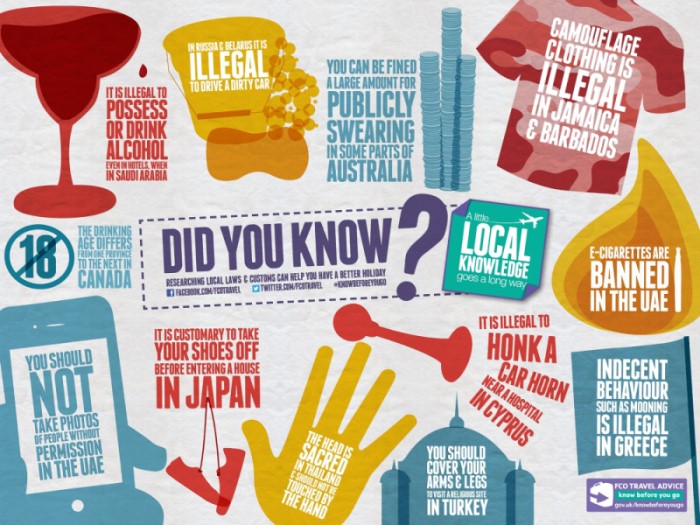 IT IS ILLEGAL TO
POSSESS
OR DRINK
ALCOHOL
EVEN IN HOTELS, WHEN
IN SAUDI ARABIA
IN RUSSIA & BELARUS IT IS
ILLEGAL
TO DRIVE A DIRTY CAR
YOU CAN BE FINED
A LARGE AMOUNT FOR
PUBLICLY
SWEARING
IN SOME PARTS OF
AUSTRALIA
CAMOUFLAGE
CLOTHING IS
ILLEGAL
IN JAMAICA
& BARBADOS
18
THE DRINKING
AGE DIFFERS
FROM ONE PROVINCE
TO THE NEXT IN
CANADA
DID YOU KNOW?
RESEARCHING LOCAL LAWS & CUSTOMS CAN HELP YOU HAVE A BETTER HOLIDAY
FACEBOOK.COM/FCOTRAVEL TWITTER.COM/FCOTRAVEL #KNOWBEFOREYOUGO
A little
LOCAL
KNOWLEDGE
goes a long way
E-CIGARETTES ARE
BANNED
IN THE UAE
YOU SHOULD
NOT
TAKE PHOTOS
OF PEOPLE WITHOUT
PERMISSION
IN THE UAE
IT IS CUSTOMARY TO TAKE
YOUR SHOES OFF
BEFORE ENTERING A HOUSE
IN JAPAN
THE HEAD IS
SACRED
IN THAILAND
& SHOULD NOT BE
TOUCHED BY
THE HAND
IT IS ILLEGAL TO
HONK A
CAR HORN
NEAR A HOSPITAL
IN CYPRUS
YOU SHOULD
COVER YOUR
ARMS & LEGS
TO VISIT A RELIGIOUS SITE
IN TURKEY
INDECENT
BEHAVIOUR
SUCH AS MOONING
IS ILLEGAL
IN GREECE
FCO TRAVEL ADVICE
know before you go
gov.uk/knowbeforeyougo